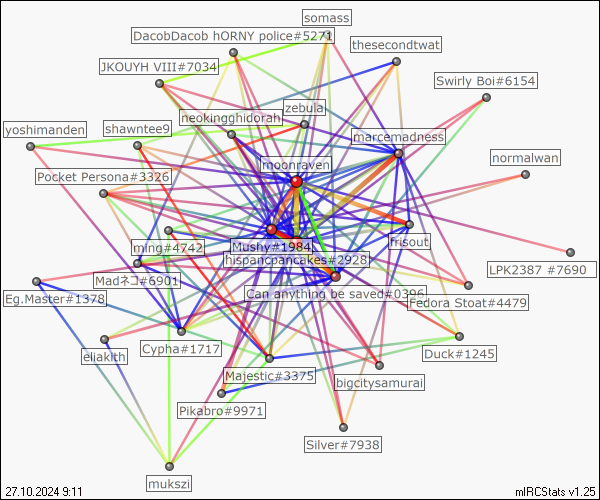 somass
DacobDacob hORNY police#5271
thesecondtwat
JKOUYH VIII#7034
Swirly Boi#6154
zebula
neokingghidorah
yoshimanden
shawntee9
marcemadness
moonraven
normalwan
Pocket Persona#3326
ming#4742
Mushy#1984
frisout
hispancpancakes#2928
LPK2387 #7690
Madネコ#6901
Can anything be saved#0396
Eg.Master#1378
Fedora Stoat#4479
Cypha#1717
eliakith
Duck#1245
Majestic#3375
bigcitysamurai
Pikabro#9971
Silver#7938
mukszi
27.10.2024 9:11
mIRCStats v1.25